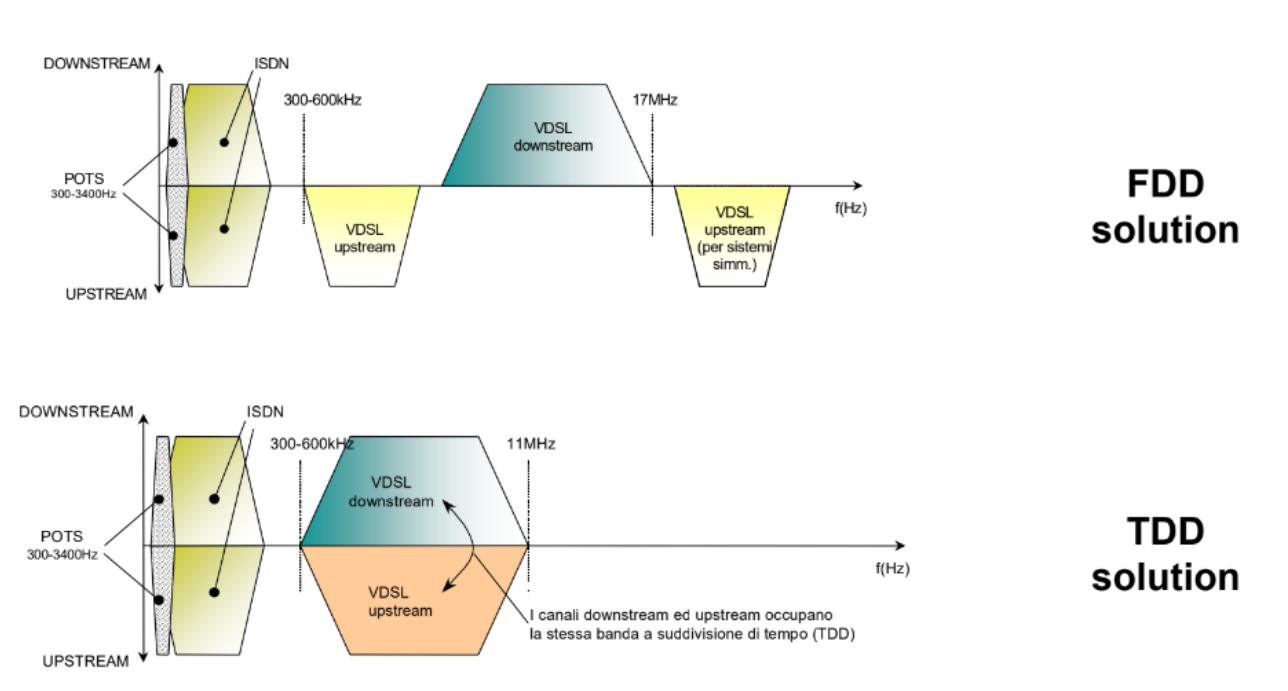 DOWNSTREAM
ISDN
300-600kHz
17MHz
VDSL
downstream
POTS
300-3400Hz
f(Hz)
VDSL
upstream
VDSL
upstream
(per sistemi
simm.)
UPSTREAM
FDD
solution
DOWNSTREAM
ISDN
300-600kHz
11MHz
VDSL
downstream
POTS
300-3400Hz
f(Hz)
VDSL
upstream
I canali downstream ed upstream occupano
la stessa banda a suddivisione di tempo (TDD)
UPSTREAM
TDD
solution